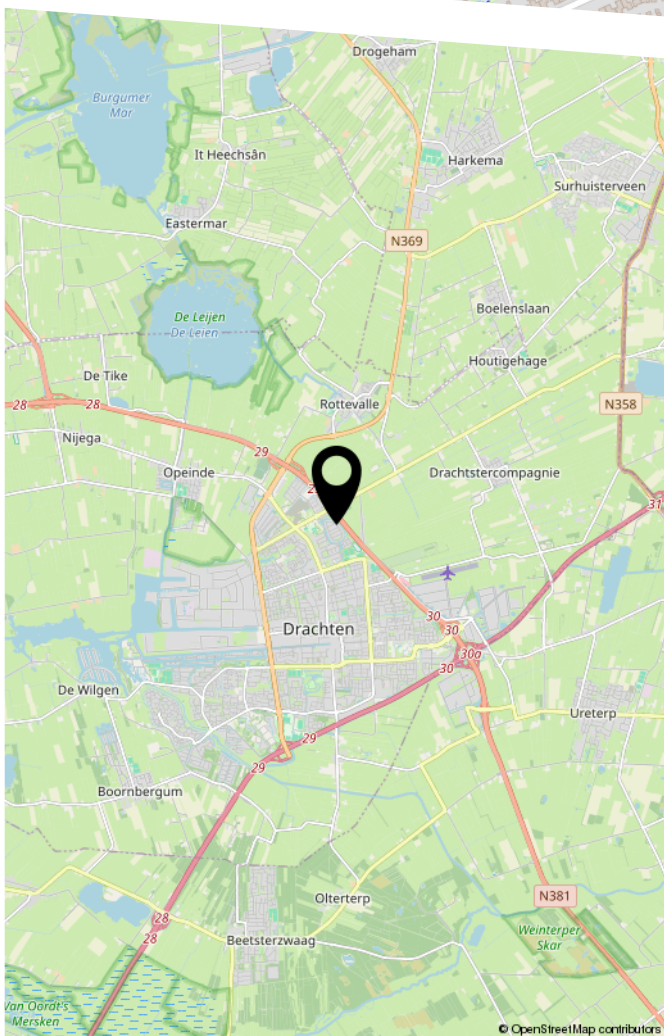 Drogeham
Burgumer
Mar
It Heechsân
Harkema
Surhuisterveen
Eastermar
N369
De Leijen
De Leien
Boelenslaan
Houtigehage
De Tike
28
28
Rottevalle
N358
Nijega
29
Opeinde
Drachtstercompagnie
31
30
30
Drachten
30a
30
De Wilgen
Ureterp
29
29
Boornbergum
N381
Olterterp
28
28
Beetsterzwaag
Weinterper
Skar
Van Oordt's
Mersken
© OpenStreetMap contributors